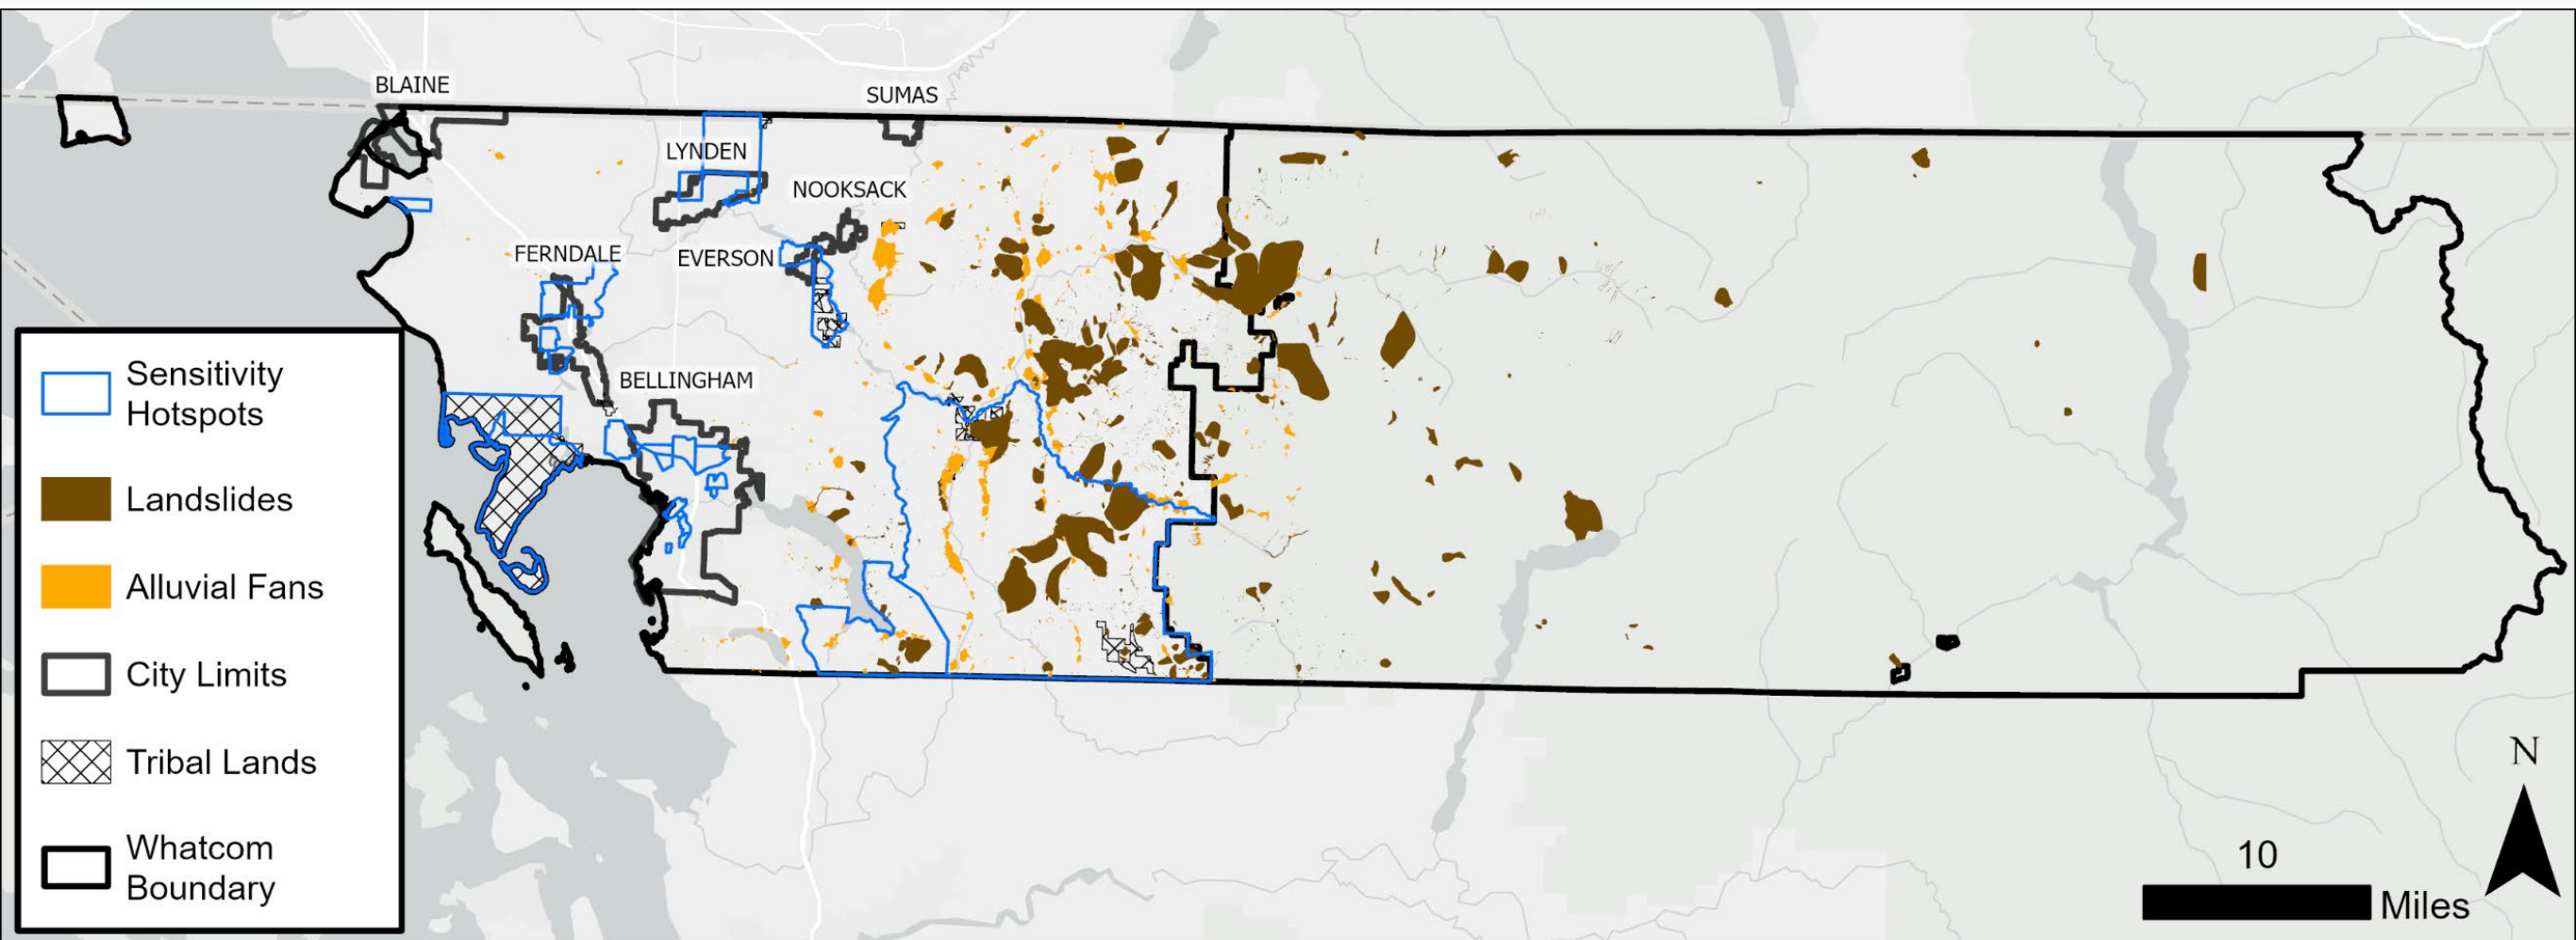 BLAINE
SUMAS
LYNDEN
NOOKSACK
FERNDALE
EVERSON
BELLINGHAM
Sensitivity
Hotspots
Landslides
Alluvial Fans
City Limits
Tribal Lands
Whatcom
Boundary
N
10
Miles